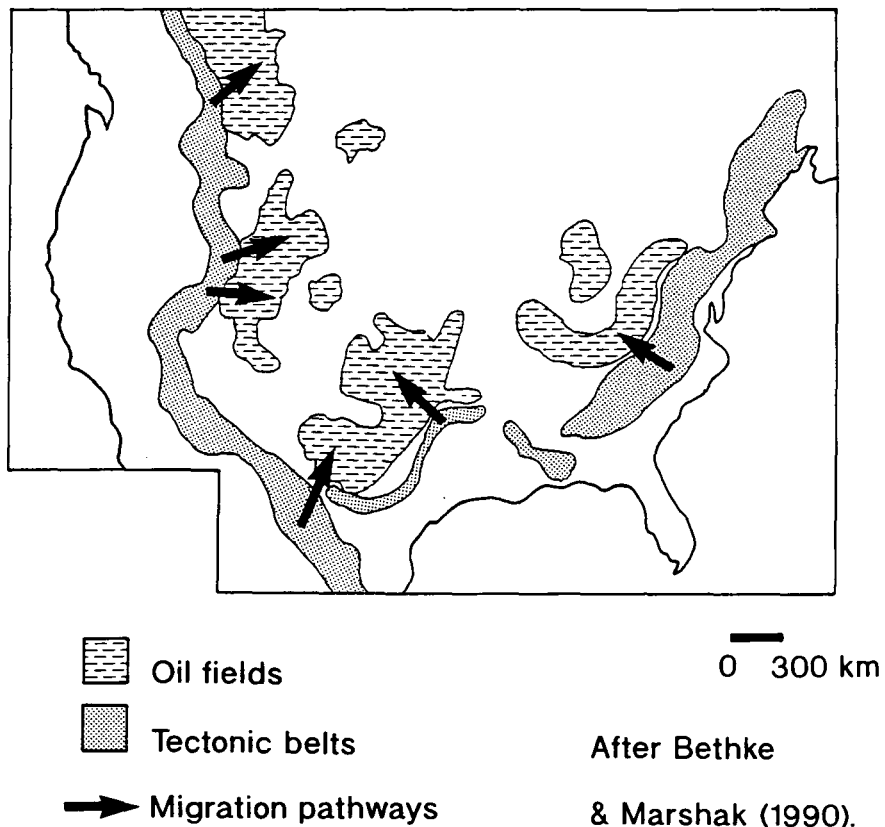 0 300 km
Oil fields
Tectonic belts
After Bethke
Migration pathways
& Marshak (1990).